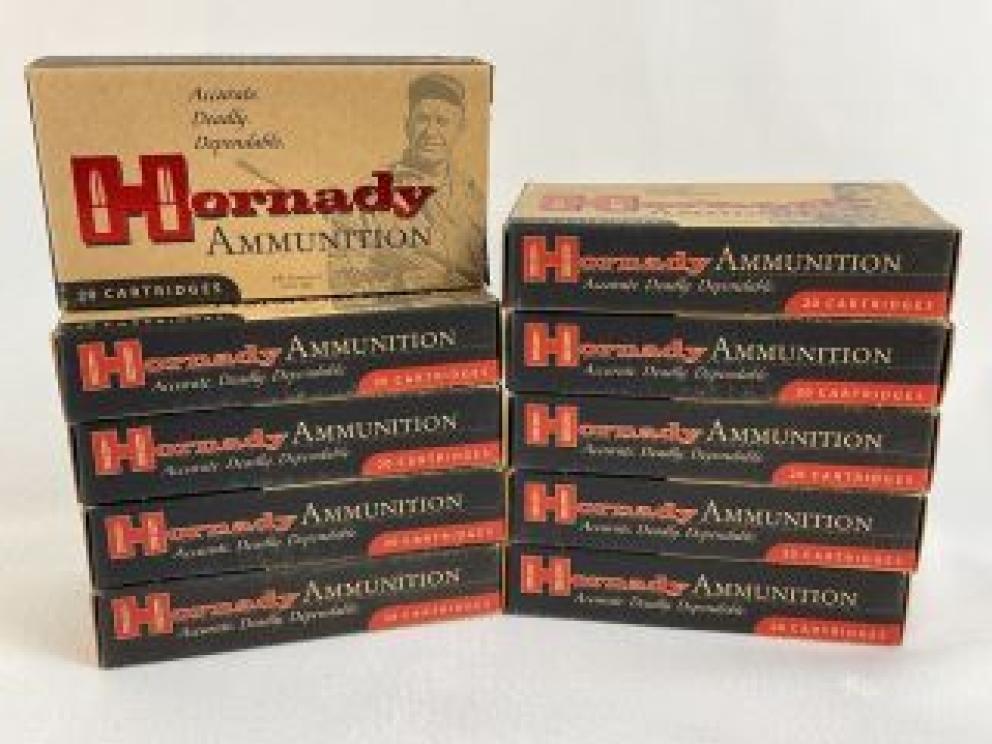 Accurate.
Deadly.
Dependable.
Hornady
AMMUNITION
20 CARTRIDGES
Hornady AMMUNITION
Accurate. Deadly. Dependable.
20 CARTRIDGES
Hornady AMMUNITION
Accurate. Deadly. Dependable.
20 CARTRIDGES
Hornady AMMUNITION
Accurate. Deadly. Dependable.
20 CARTRIDGES
Hornady AMMUNITION
Accurate. Deadly. Dependable.
20 CARTRIDGES
Hornady
Hornady AMMUNITION
Accurate. Deadly. Dependable.
20 CARTRIDGES
Hornady AMMUNITION
Accurate. Deadly. Dependable.
20 CARTRIDGES
Hornady AMMUNITION
Accurate. Deadly. Dependable.
20 CARTRIDGES
Hornady AMMUNITION
Accurate. Deadly. Dependable.
20 CARTRIDGES
Hornady AMMUNITION
Accurate. Deadly. Dependable.
20 CARTRIDGES